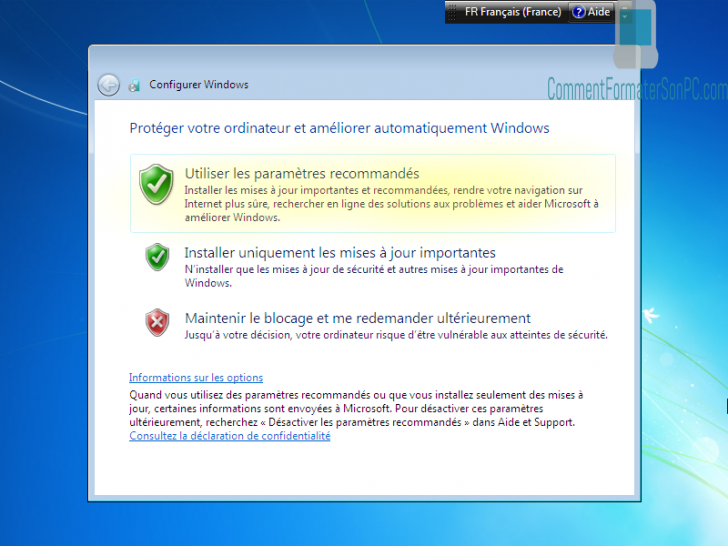 FR Français (France) Aide
CommentFormaterSonPC.com
Configurer Windows
Protéger votre ordinateur et améliorer automatiquement Windows
Utiliser les paramètres recommandés
Installer les mises à jour importantes et recommandées, rendre votre navigation sur
Internet plus sûre, rechercher en ligne des solutions aux problèmes et aider Microsoft à
améliorer Windows.
Installer uniquement les mises à jour importantes
N'installer que les mises à jour de sécurité et autres mises à jour importantes de
Windows.
Maintenir le blocage et me redemander ultérieurement
Jusqu'à votre décision, votre ordinateur risque d'être vulnérable aux atteintes de sécurité.
Informations sur les options
Quand vous utilisez des paramètres recommandés ou que vous installez seulement des mises à
jour, certaines informations sont envoyées à Microsoft. Pour désactiver ces paramètres
ultérieurement, recherchez « Désactiver les paramètres recommandés » dans Aide et Support.
Consultez la déclaration de confidentialité